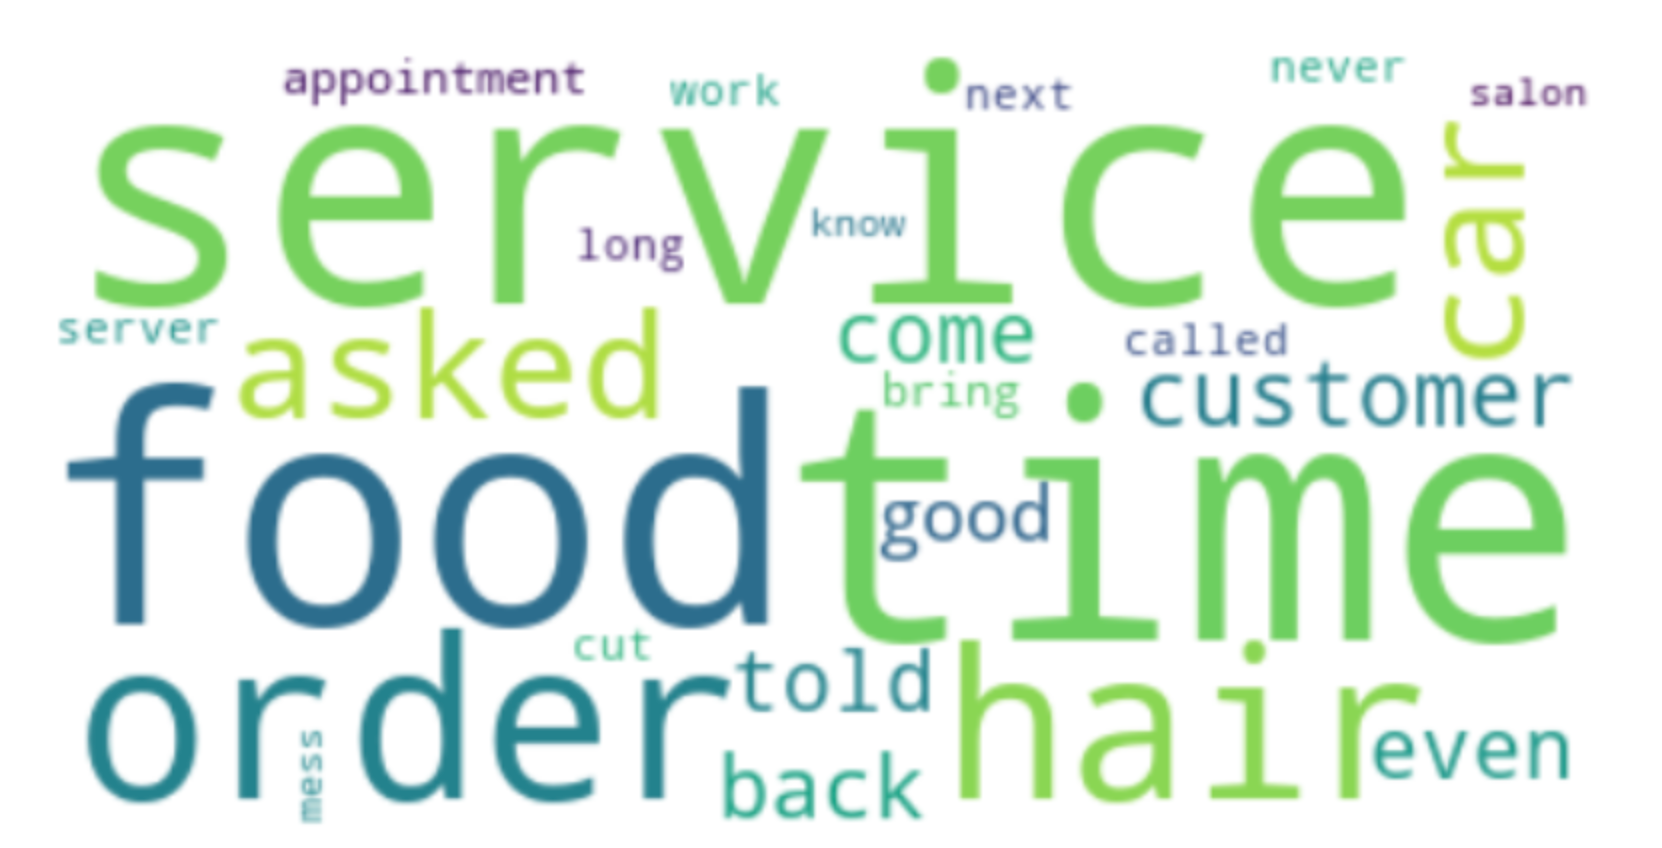 appointment
work
next
never
salon
service
car
long
know
server
asked
come
called
bring
customer
food
time
good
cut
order
told
hair
mess
back
even